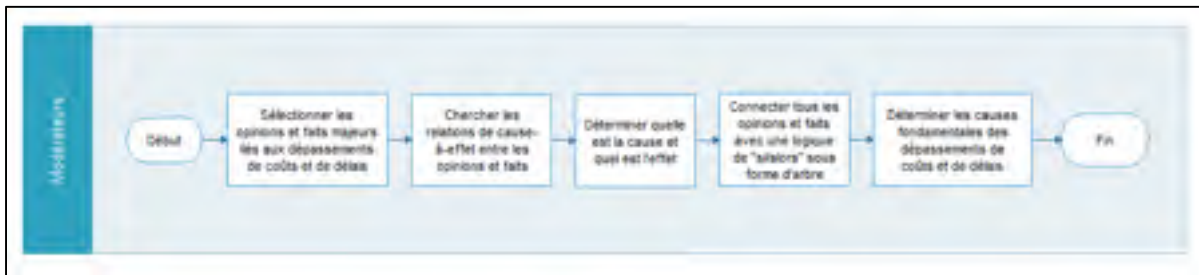 Modérateurs
Début
Sélectionner les
opinions et faits majeurs
liés aux dépassements
de coûts et de délais
Chercher les
relations de cause-
à-effet entre les
opinions et faits
Déterminer quelle
est la cause et
quel est l'effet
Connecter tous les
opinions et faits
avec une logique
de "si/alors" sous
forme d'arbre
Déterminer les causes
fondamentales des
dépassements de
coûts et de délais
Fin